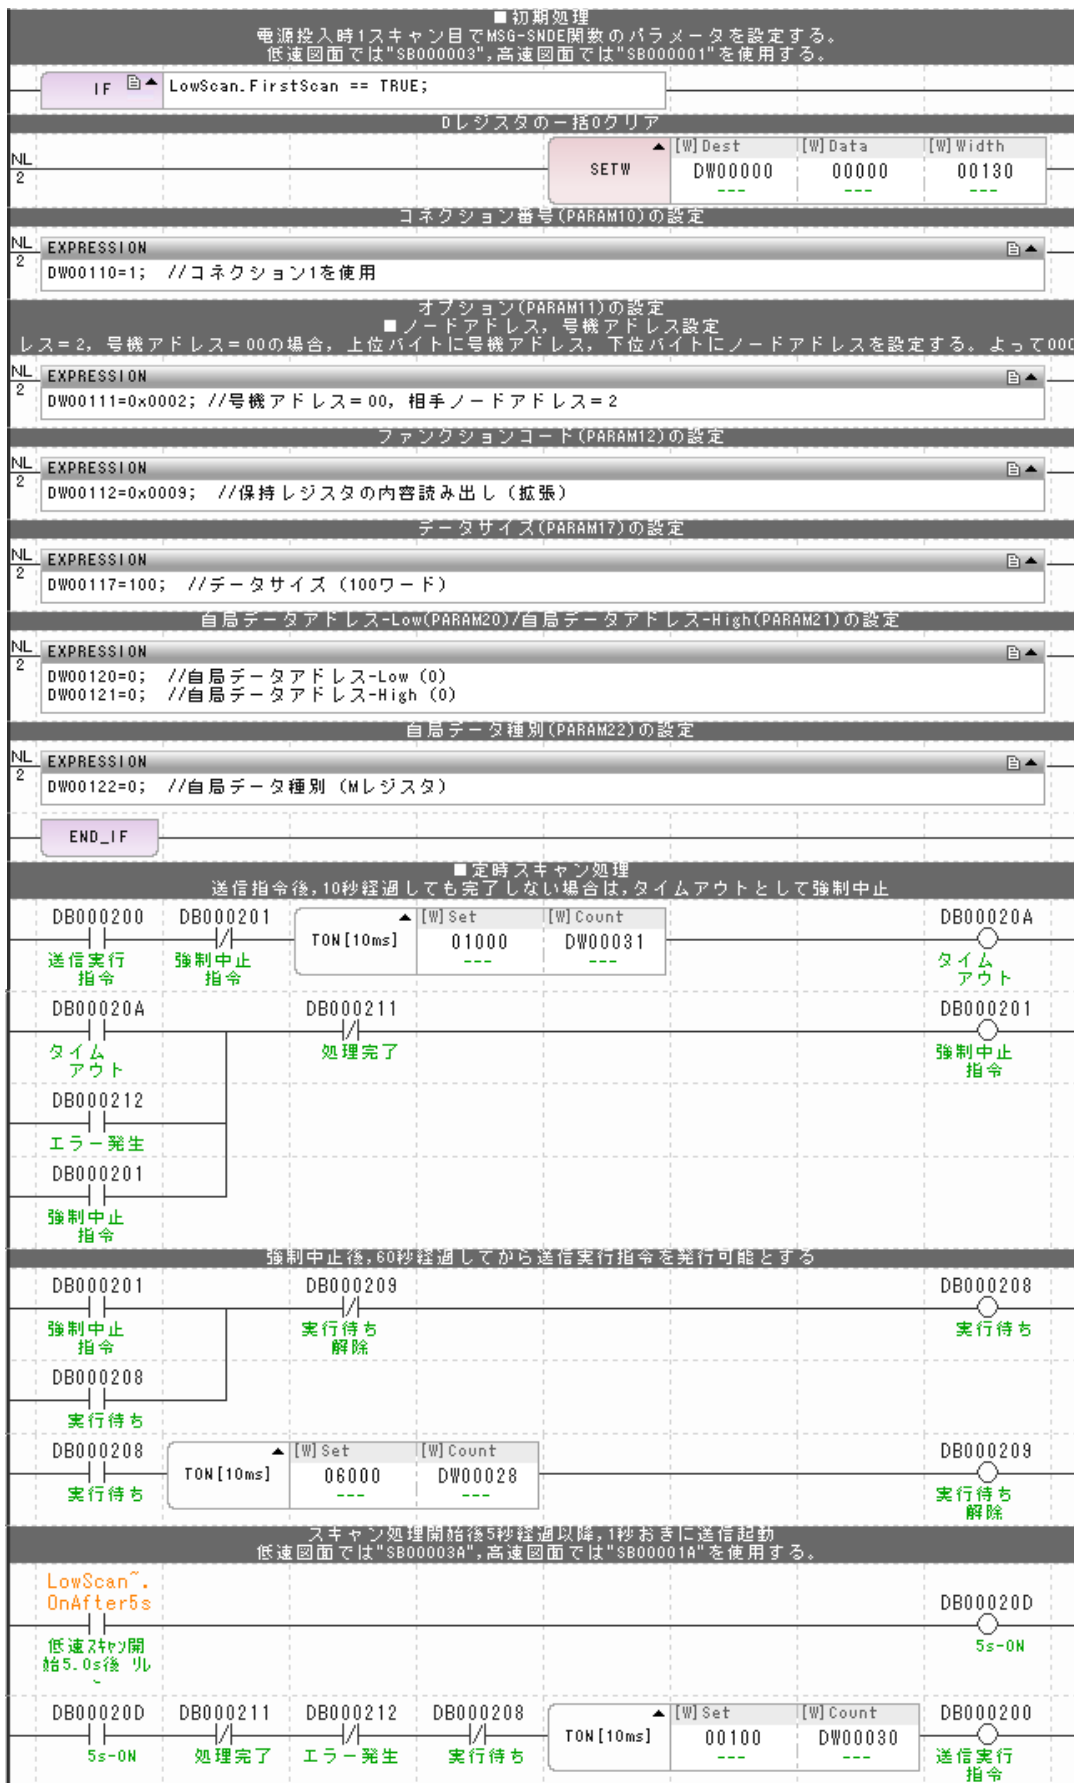 ■初期処理
電源投入時1スキャン目でMSG-SNDE関数のパラメータを設定する。
低速図面では"SB000003",高速図面では"SB000001"を使用する。
IF LowScan.FirstScan == TRUE;
Dレジスタの一括0クリア
NL
2
SETW
[W]Dest [W]Data [W]Width
DW00000 00000 00130
--- --- ---
コネクション番号(PARAM10)の設定
NL
2
EXPRESSION
DW00110=1; //コネクション1を使用
オプション(PARAM11)の設定
■ノードアドレス, 号機アドレス設定
レス=2, 号機アドレス=00の場合, 上位バイトに号機アドレス, 下位バイトにノードアドレスを設定する。よって000
NL
2
EXPRESSION
DW00111=0x0002; //号機アドレス=00, 相手ノードアドレス=2
ファンクションコード(PARAM12)の設定
NL
2
EXPRESSION
DW00112=0x0009; //保持レジスタの内容読み出し (拡張)
データサイズ(PARAM17)の設定
NL
2
EXPRESSION
DW00117=100; //データサイズ (100ワード)
自局データアドレス-Low(PARAM20)/自局データアドレス-High(PARAM21)の設定
NL
2
EXPRESSION
DW00120=0; //自局データアドレス-Low (0)
DW00121=0; //自局データアドレス-High (0)
自局データ種別(PARAM22)の設定
NL
2
EXPRESSION
DW00122=0; //自局データ種別 (Mレジスタ)
END_IF
■定時スキャン処理
送信指令後,10秒経過しても完了しない場合は,タイムアウトとして強制中止
DB000200 DB000201 [W]Set [W]Count DB00020A
TON[10ms] 01000 DW00031
--- ---
送信実行 強制中止 タイム
指令 指令 アウト
DB00020A DB000211 DB000201
タイム 処理完了 強制中止
アウト 指令
DB000212
エラー発生
DB000201
強制中止
指令
強制中止後,60秒経過してから送信実行指令を発行可能とする
DB000201 DB000209 DB000208
強制中止 実行待ち 実行待ち
指令 解除
DB000208
実行待ち
DB000208 [W]Set [W]Count DB000209
TON[10ms] 06000 DW00028
--- ---
実行待ち 実行待ち
解除
スキャン処理開始後5秒経過以降,1秒おきに送信起動
低速図面では"SB00003A",高速図面では"SB00001A"を使用する。
LowScan~.
OnAfter5s DB00020D
低速ｽｷｬﾝ開 5s-ON
始5.0s後 ﾘﾚ
ｰ
DB00020D DB000211 DB000212 DB000208 [W]Set [W]Count DB000200
TON[10ms] 00100 DW00030
--- ---
5s-ON 処理完了 エラー発生 実行待ち 送信実行
指令